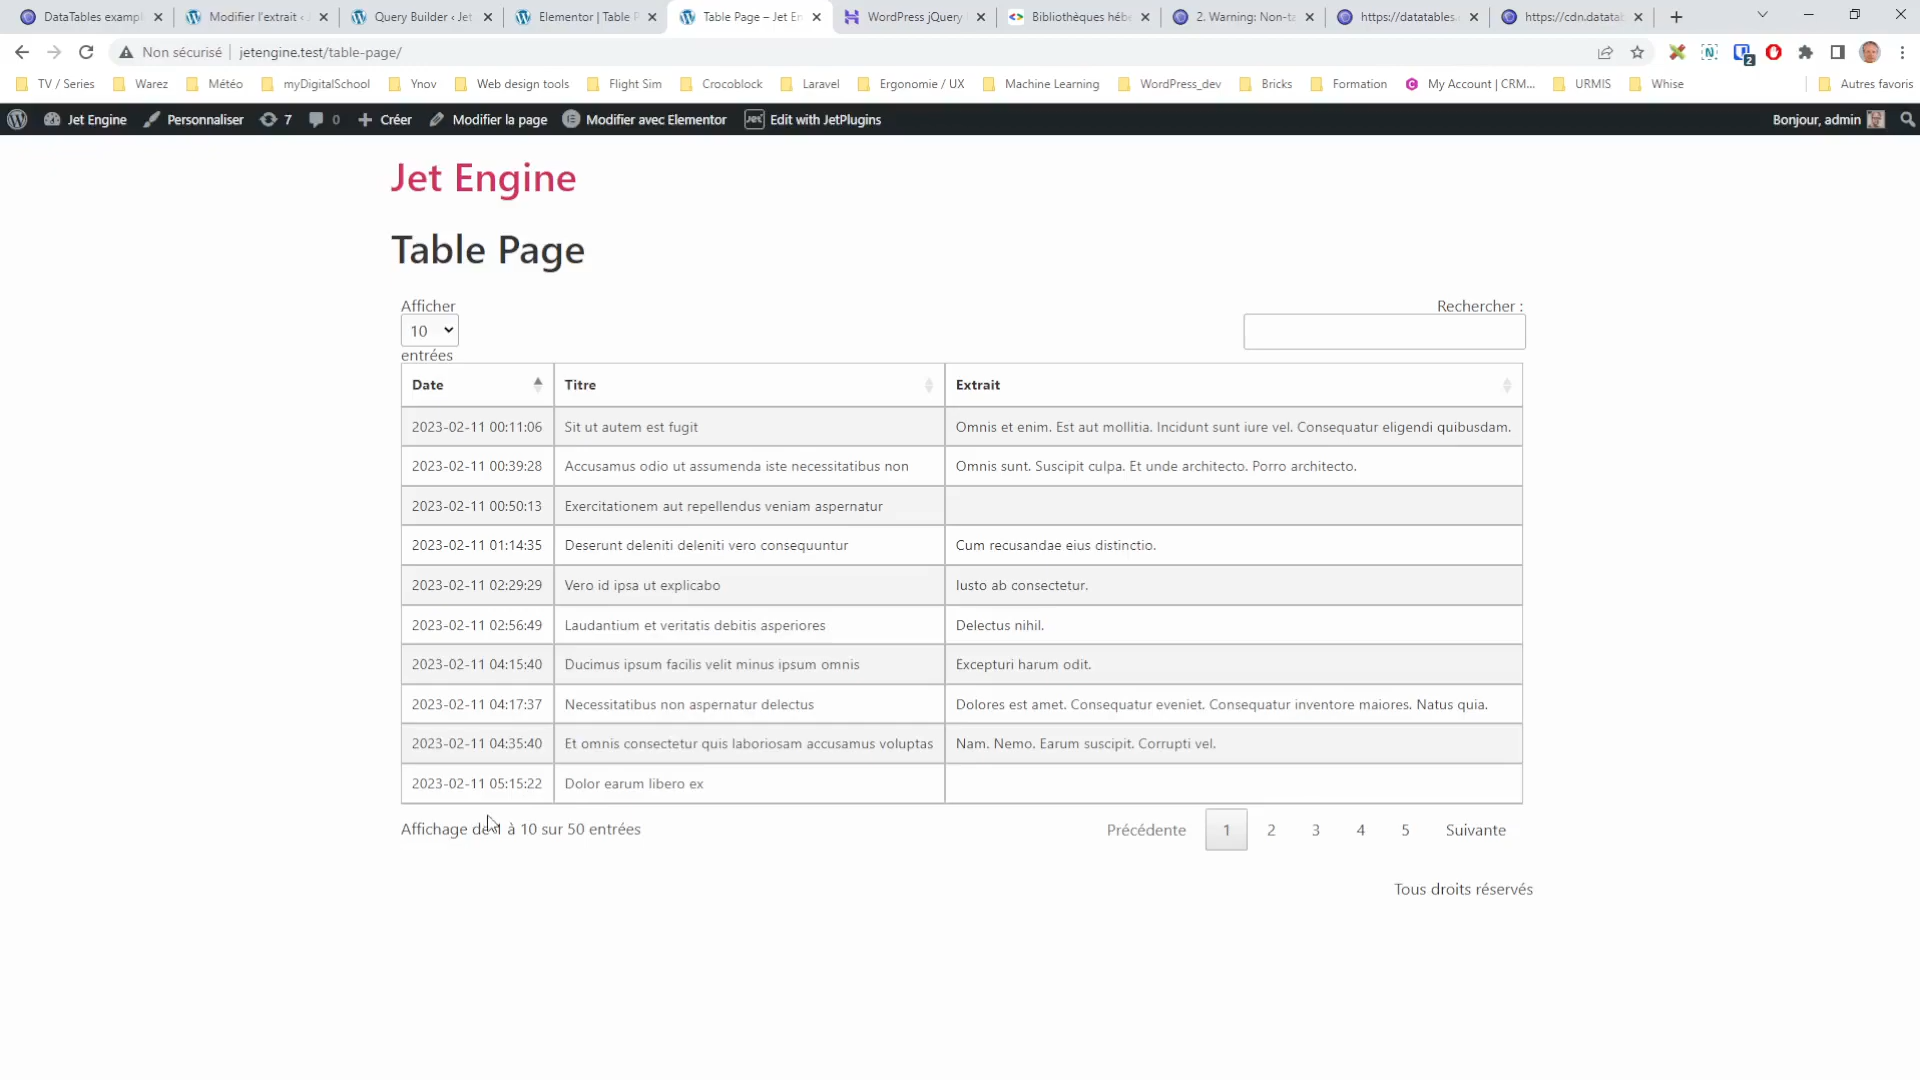 DataTables exampl
Modifier l'extrait ‹
Query Builder ‹ Jet
Elementor | Table P
Table Page – Jet En
WordPress jQuery
Bibliothèques hébe
2. Warning: Non-ta
https://datatables.
https://cdn.datatab
Non sécurisé
jetengine.test/table-page/
2
TV / Series
Warez
Météo
myDigitalSchool
Ynov
Web design tools
Flight Sim
Crocoblock
Laravel
Ergonomie / UX
Machine Learning
WordPress_dev
Bricks
Formation
My Account | CRM...
URMIS
Whise
Autres favoris
Jet Engine
Personnaliser
7
0
Créer
Modifier la page
Modifier avec Elementor
Edit with JetPlugins
Bonjour, admin
Jet Engine
Table Page
Afficher
10
entrées
Rechercher :
Date Titre Extrait
2023-02-11 00:11:06 Sit ut autem est fugit Omnis et enim. Est aut mollitia. Incidunt sunt iure vel. Consequatur eligendi quibusdam.
2023-02-11 00:39:28 Accusamus odio ut assumenda iste necessitatibus non Omnis sunt. Suscipit culpa. Et unde architecto. Porro architecto.
2023-02-11 00:50:13 Exercitationem aut repellendus veniam aspernatur
2023-02-11 01:14:35 Deserunt deleniti deleniti vero consequuntur Cum recusandae eius distinctio.
2023-02-11 02:29:29 Vero id ipsa ut explicabo Iusto ab consectetur.
2023-02-11 02:56:49 Laudantium et veritatis debitis asperiores Delectus nihil.
2023-02-11 04:15:40 Ducimus ipsum facilis velit minus ipsum omnis Excepturi harum odit.
2023-02-11 04:17:37 Necessitatibus non aspernatur delectus Dolores est amet. Consequatur eveniet. Consequatur inventore maiores. Natus quia.
2023-02-11 04:35:40 Et omnis consectetur quis laboriosam accusamus voluptas Nam. Nemo. Earum suscipit. Corrupti vel.
2023-02-11 05:15:22 Dolor earum libero ex
Affichage de 1 à 10 sur 50 entrées
Précédente 1 2 3 4 5 Suivante
Tous droits réservés